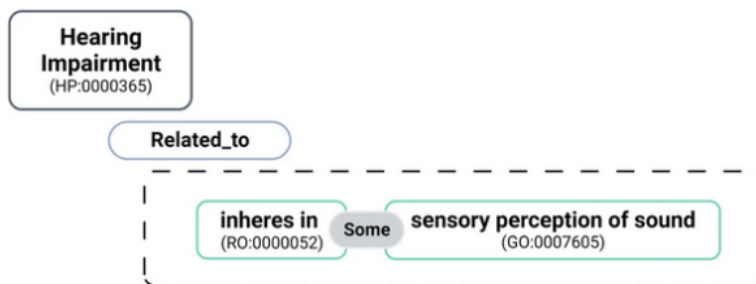 Hearing
Impairment
(HP:0000365)
Related_to
inheres in Some sensory perception of sound
(RO:0000052) (GO:0007605)